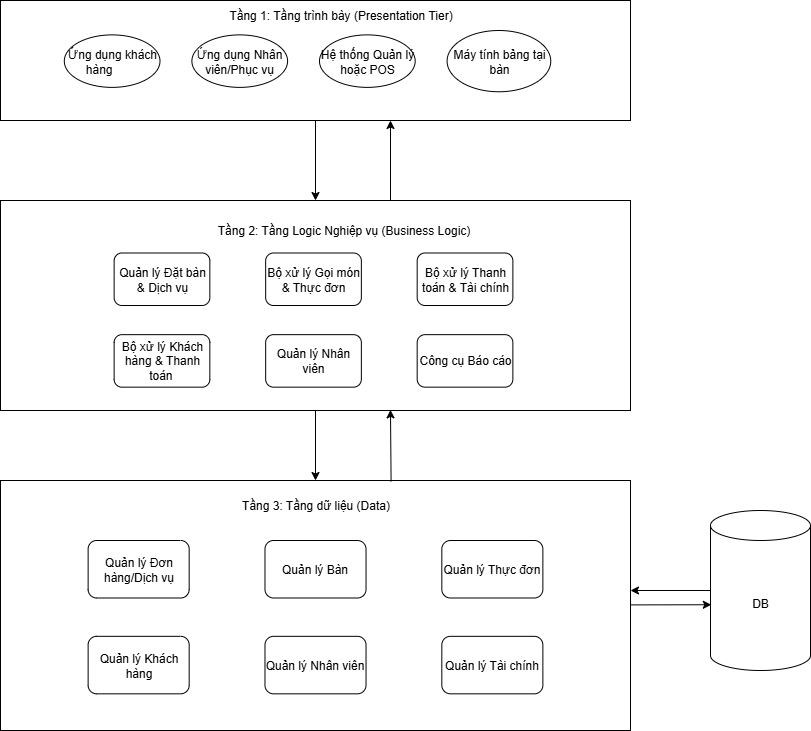 Tầng 1: Tầng trình bày (Presentation Tier)
Ứng dụng khách
hàng
Ứng dụng Nhân
viên/Phục vụ
Hệ thống Quản lý
hoặc POS
Máy tính bảng tại
bàn
Tầng 2: Tầng Logic Nghiệp vụ (Business Logic)
Quản lý Đặt bàn
& Dịch vụ
Bộ xử lý Gọi món
& Thực đơn
Bộ xử lý Thanh
toán & Tài chính
Bộ xử lý Khách
hàng & Thanh
toán
Quản lý Nhân
viên
Công cụ Báo cáo
Tầng 3: Tầng dữ liệu (Data)
Quản lý Đơn
hàng/Dịch vụ
Quản lý Bàn
Quản lý Thực đơn
DB
Quản lý Khách
hàng
Quản lý Nhân viên
Quản lý Tài chính